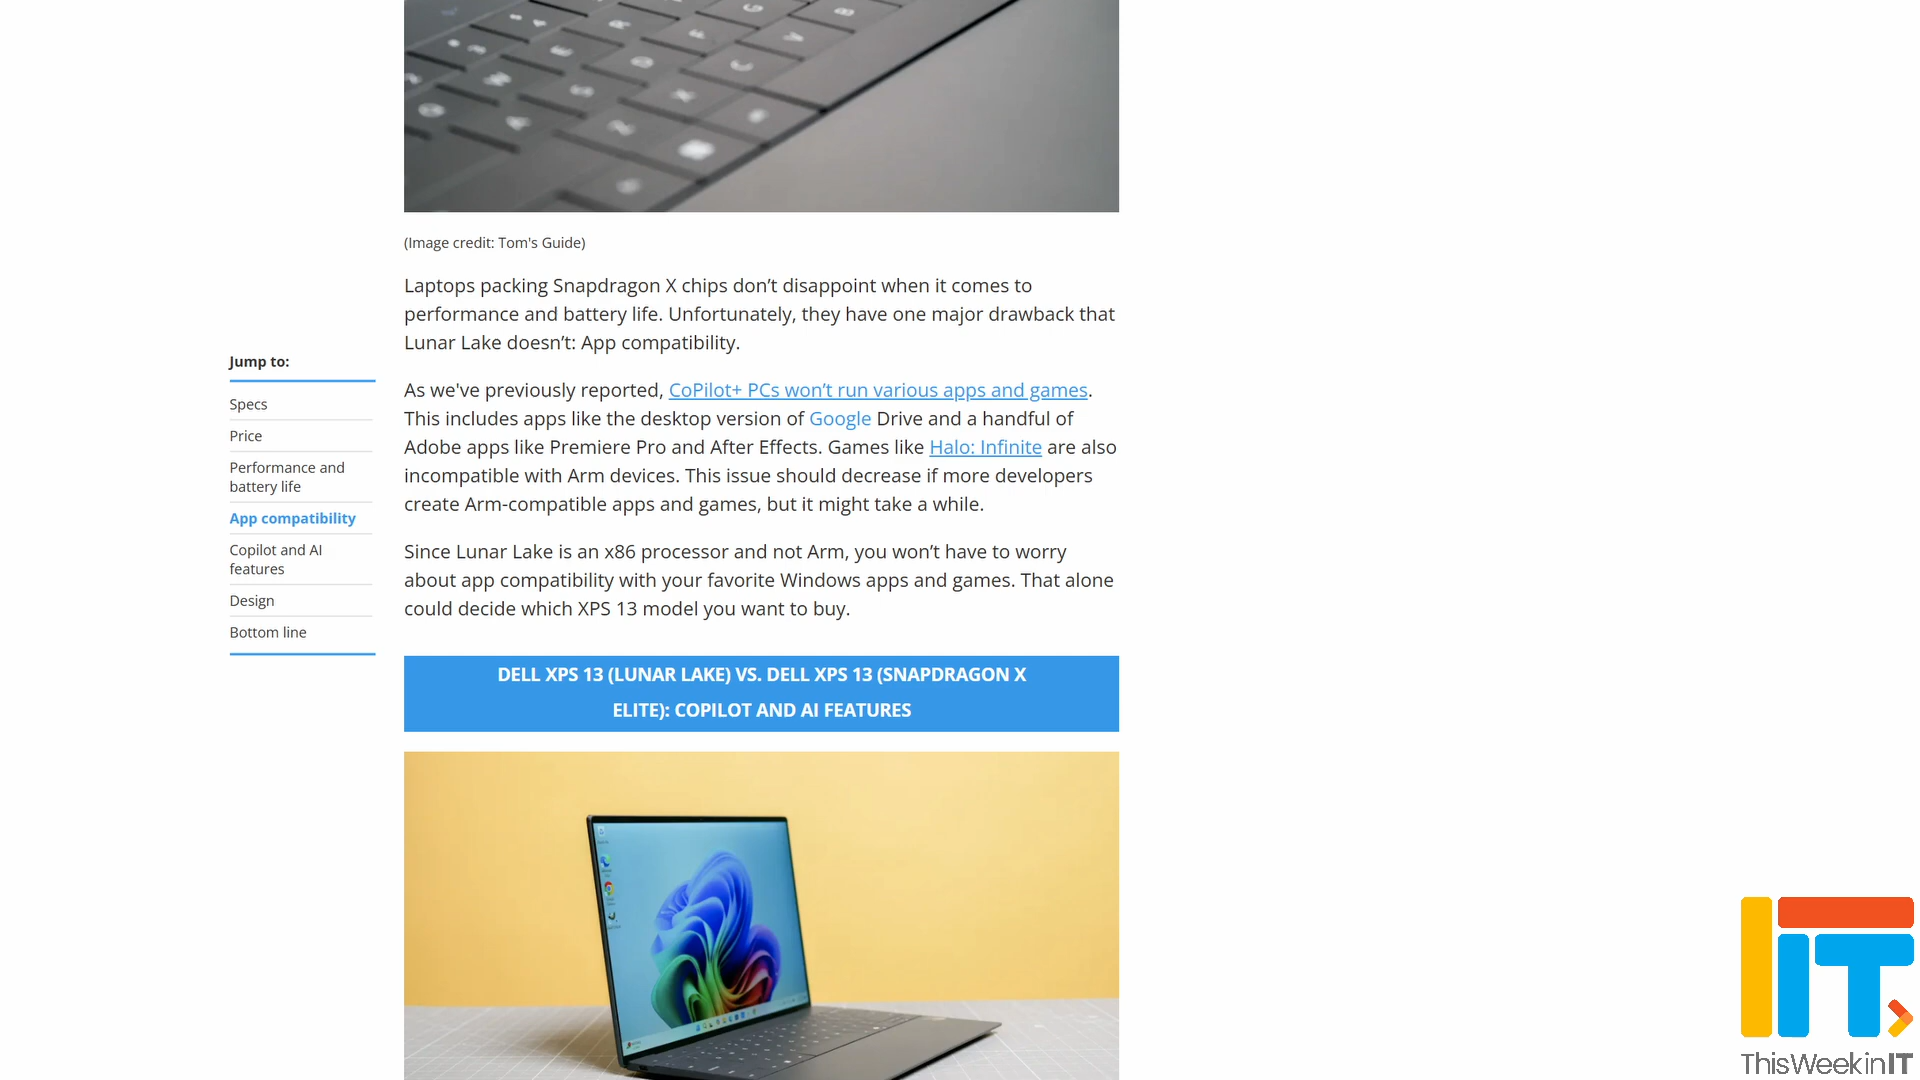 (Image credit: Tom's Guide)
Laptops packing Snapdragon X chips don’t disappoint when it comes to
performance and battery life. Unfortunately, they have one major drawback that
Lunar Lake doesn’t: App compatibility.
Jump to:
Specs
Price
Performance and
battery life
App compatibility
Copilot and AI
features
Design
Bottom line
As we've previously reported, CoPilot+ PCs won’t run various apps and games.
This includes apps like the desktop version of Google Drive and a handful of
Adobe apps like Premiere Pro and After Effects. Games like Halo: Infinite are also
incompatible with Arm devices. This issue should decrease if more developers
create Arm-compatible apps and games, but it might take a while.
Since Lunar Lake is an x86 processor and not Arm, you won’t have to worry
about app compatibility with your favorite Windows apps and games. That alone
could decide which XPS 13 model you want to buy.
DELL XPS 13 (LUNAR LAKE) VS. DELL XPS 13 (SNAPDRAGON X
ELITE): COPILOT AND AI FEATURES
IT
ThisWeekinIT